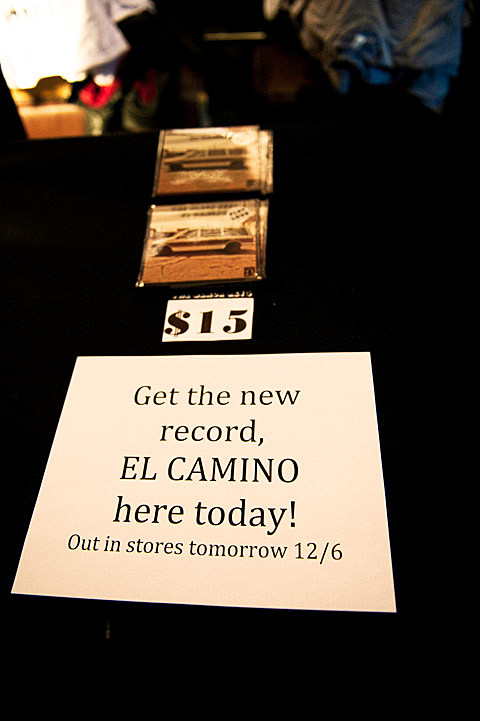 $15
Get the new
record,
EL CAMINO
here today!
Out in stores tomorrow 12/6